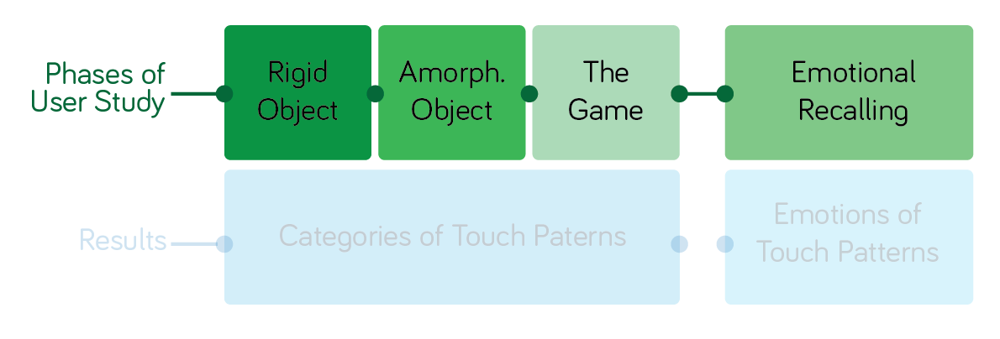 Phases of
User Study
Rigid
Object
Amorph.
Object
The
Game
Emotional
Recalling
Results
Categories of Touch Paterns
Emotions of
Touch Patterns